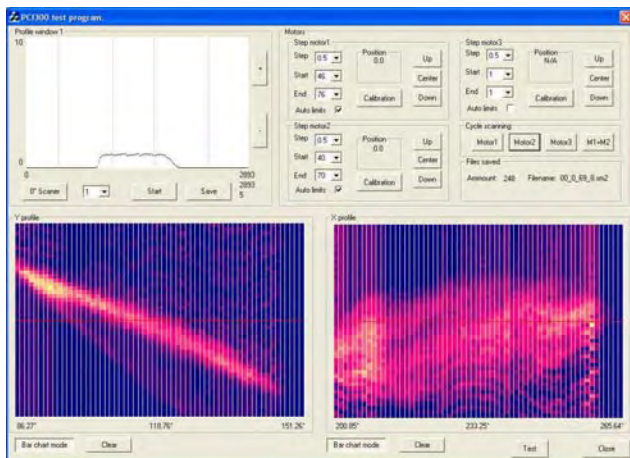 PCI300 test program.
Profile window 1
10
0
0 2893
2893
5
0" Scaner 1 Start Save
Motors
Step motor1
Step 0.5
Start 46
End 76
Auto limits
Position
0.0
Calibration
Up
Center
Down
Step motor2
Step 0.5
Start 40
End 70
Auto limits
Position
0.0
Calibration
Up
Center
Down
Step motor3
Step 0.5
Start 1
End 1
Auto limits
Position
N/A
Calibration
Up
Center
Down
Cycle scanning
Motor1 Motor2 Motor3 M1+M2
Files saved
Ammount: 248 Filename: 00_0_69_8.xm2
Y profile
86.27" 118.76" 151.26"
Bar chart mode Clear
X profile
200.85" 233.25" 265.64"
Bar chart mode Clear
Test Close